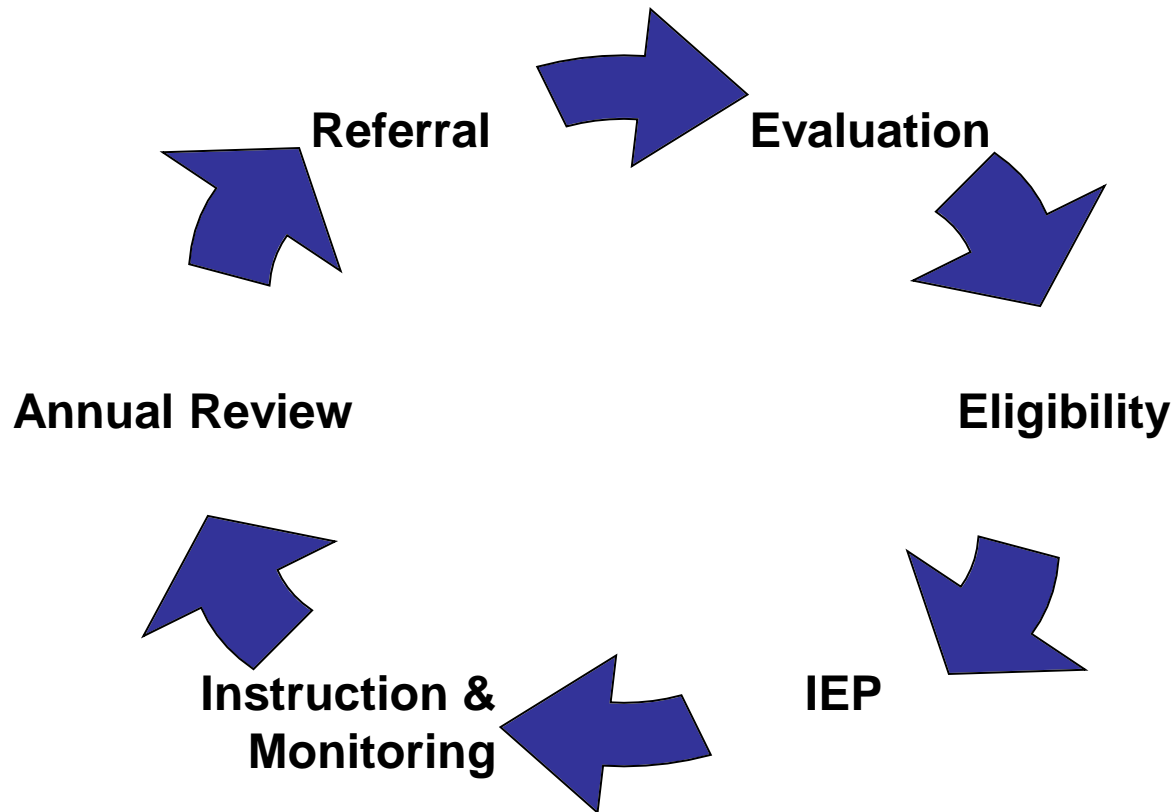 Referral
Evaluation
Annual Review
Eligibility
Instruction &
Monitoring
IEP